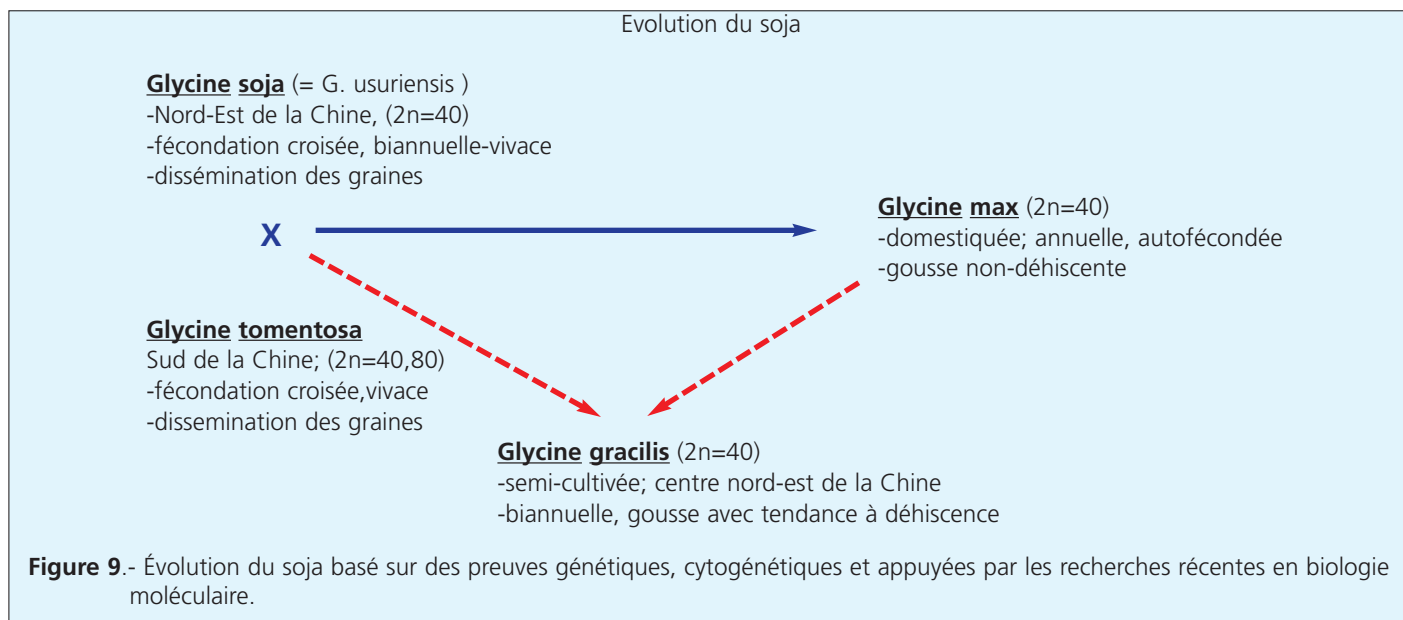 Evolution du soja
Glycine soja (= G. usuriensis )
-Nord-Est de la Chine, (2n=40)
-fécondation croisée, biannuelle-vivace
-dissémination des graines
X
Glycine max (2n=40)
-domestiquée; annuelle, autofécondée
-gousse non-déhiscente
Glycine tomentosa
Sud de la Chine; (2n=40,80)
-fécondation croisée,vivace
-dissemination des graines
Glycine gracilis (2n=40)
-semi-cultivée; centre nord-est de la Chine
-biannuelle, gousse avec tendance à déhiscence
Figure 9.- Évolution du soja basé sur des preuves génétiques, cytogénétiques et appuyées par les recherches récentes en biologie
moléculaire.